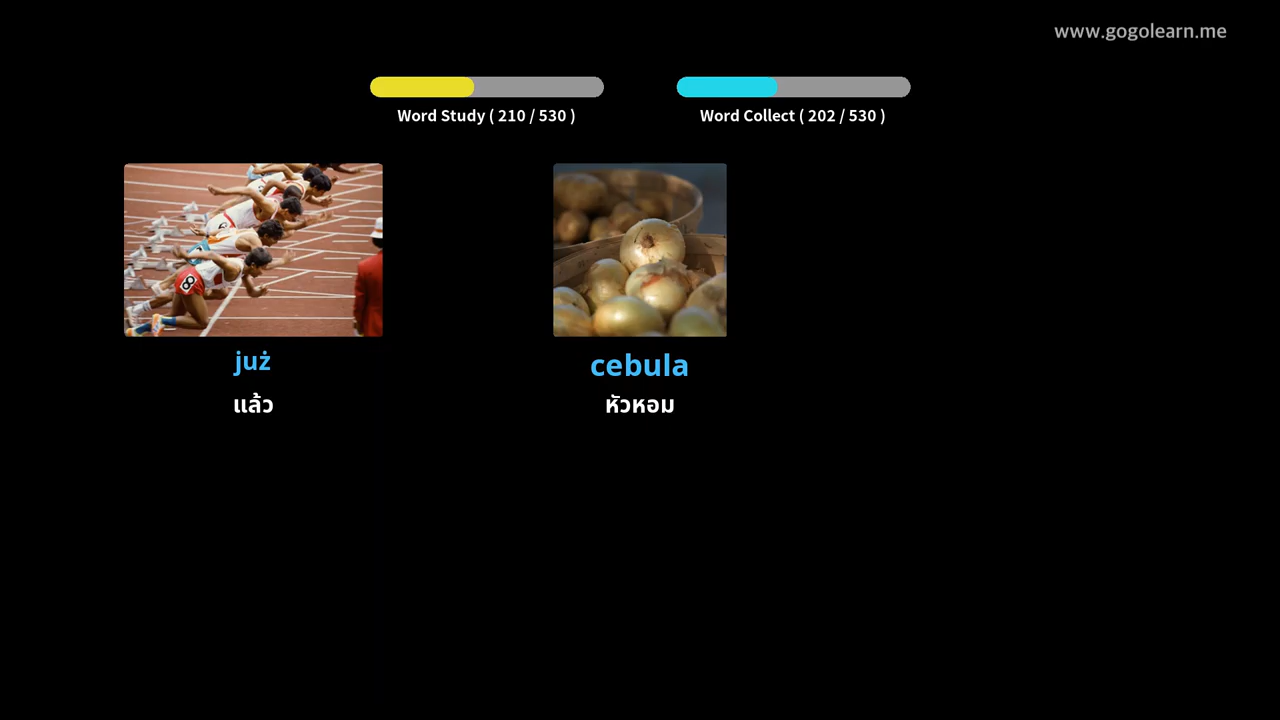 www.gogolearn.me
Word Study ( 210 / 530 )
Word Collect ( 202 / 530 )
już
แล้ว
cebula
หัวหอม